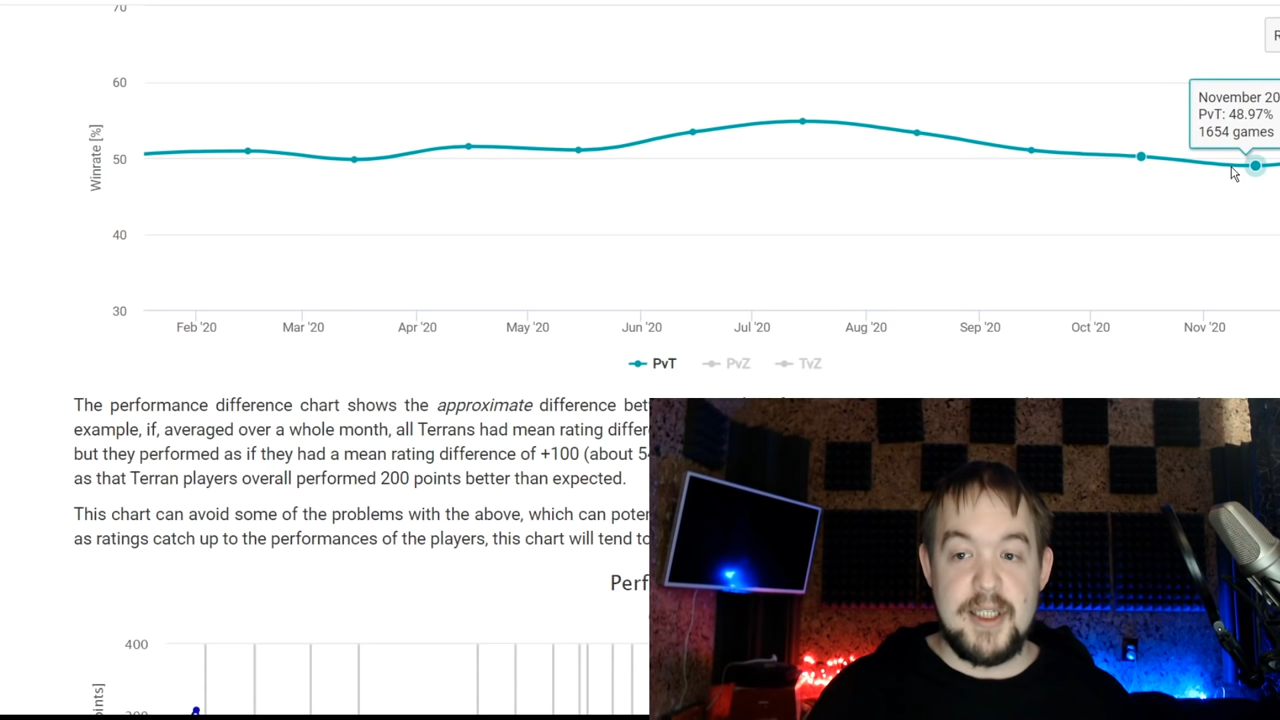 70
R
60
November 20
PvT: 48.97%
1654 games
Winrate [%]
50
40
30
Feb '20 Mar '20 Apr '20 May '20 Jun '20 Jul '20 Aug '20 Sep '20 Oct '20 Nov '20
PvT PvZ TvZ
The performance difference chart shows the approximate difference bet
example, if, averaged over a whole month, all Terrans had mean rating differe
but they performed as if they had a mean rating difference of +100 (about 5
as that Terran players overall performed 200 points better than expected.
This chart can avoid some of the problems with the above, which can poten
as ratings catch up to the performances of the players, this chart will tend to
Perf
400
300
oints]